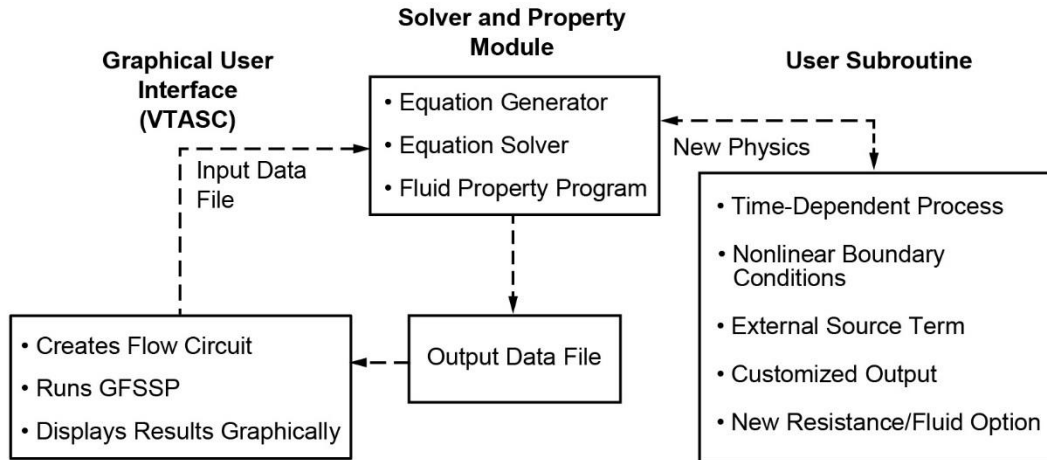 Graphical User
Interface
(VTASC)
Solver and Property
Module
User Subroutine
• Equation Generator
• Equation Solver
• Fluid Property Program
Input Data
File
New Physics
• Time-Dependent Process
• Nonlinear Boundary
Conditions
• External Source Term
• Customized Output
• New Resistance/Fluid Option
• Creates Flow Circuit
• Runs GFSSP
• Displays Results Graphically
Output Data File